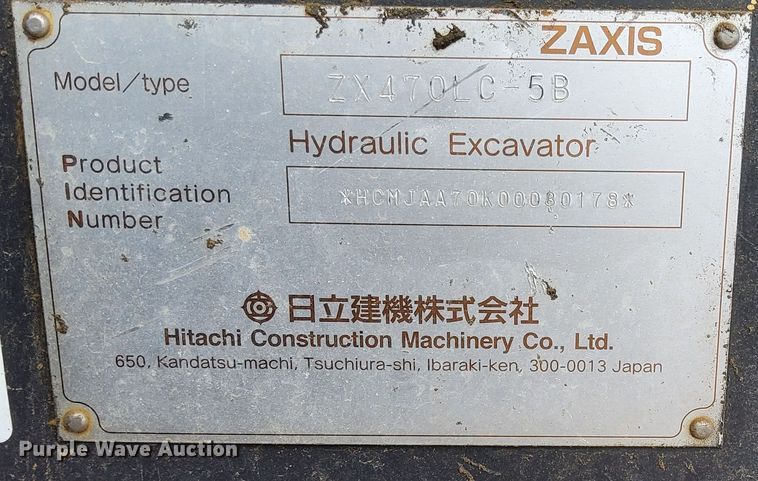 ZAXIS
Model/type ZX470LC-5B
Hydraulic Excavator
Product
Identification *HCMJAA70K00030178*
Number
日立建機株式会社
Hitachi Construction Machinery Co., Ltd.
650, Kandatsu-machi, Tsuchiura-shi, Ibaraki-ken, 300-0013 Japan
Purple Wave Auction